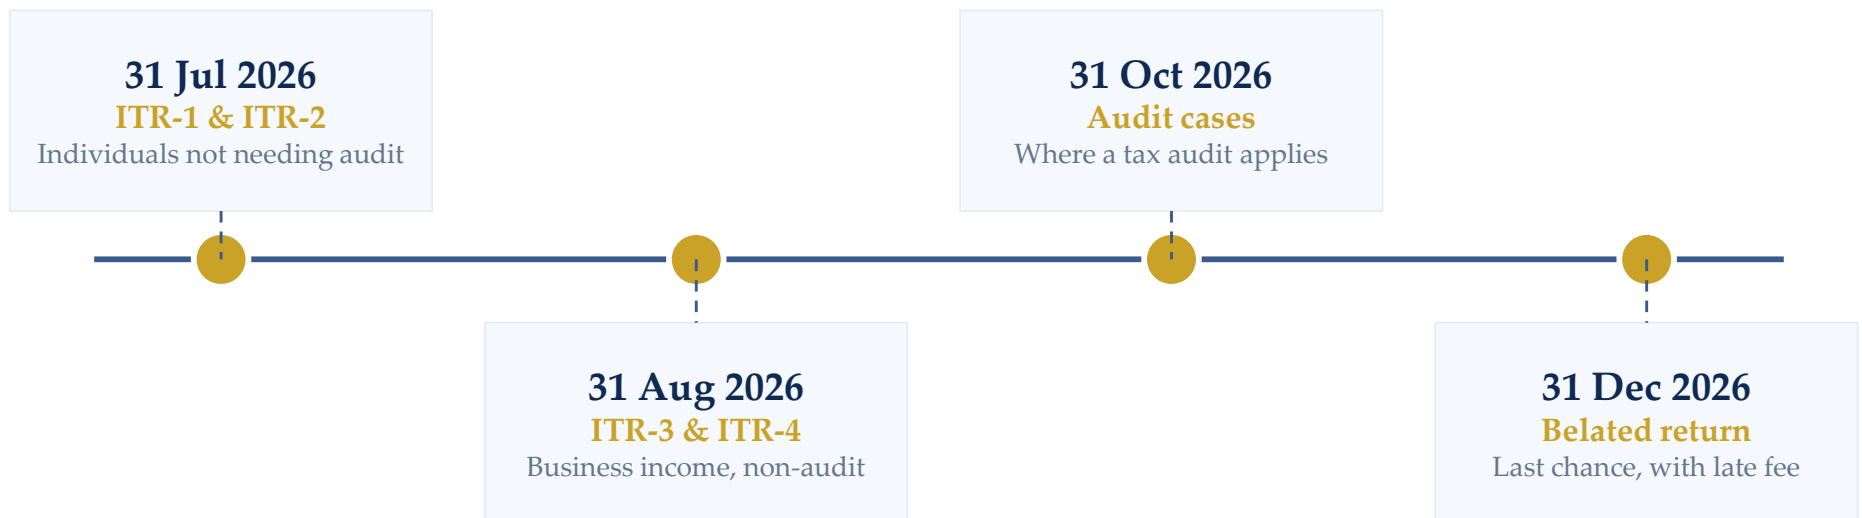 31 Jul 2026
ITR-1 & ITR-2
Individuals not needing audit
31 Aug 2026
ITR-3 & ITR-4
Business income, non-audit
31 Oct 2026
Audit cases
Where a tax audit applies
31 Dec 2026
Belated return
Last chance, with late fee